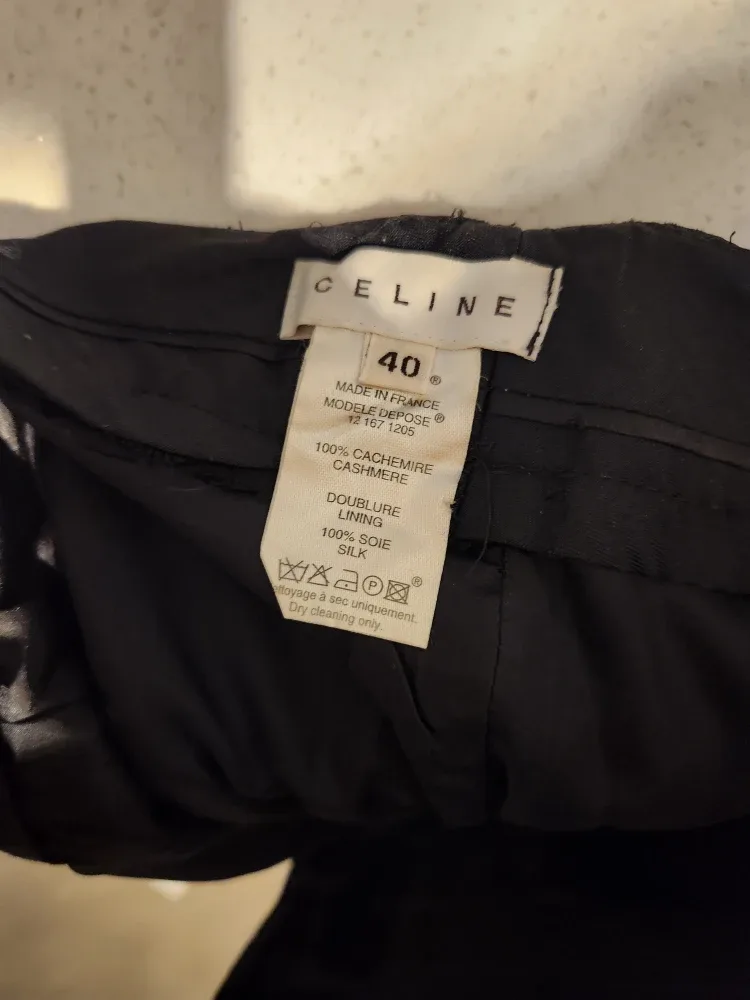 CELINE
40 ®
MADE IN FRANCE
MODELE DEPOSE ®
12 167 1205
100% CACHEMIRE
CASHMERE
DOUBLURE
LINING
100% SOIE
SILK
P ®
ettoyage à sec uniquement.
Dry cleaning only.